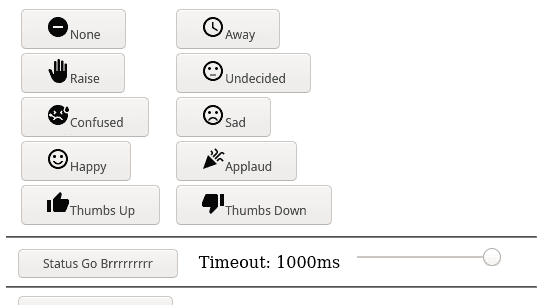 None
Away
Raise
Undecided
Confused
Sad
Happy
Applaud
Thumbs Up
Thumbs Down
Status Go Brrrrrrrrr
Timeout: 1000ms